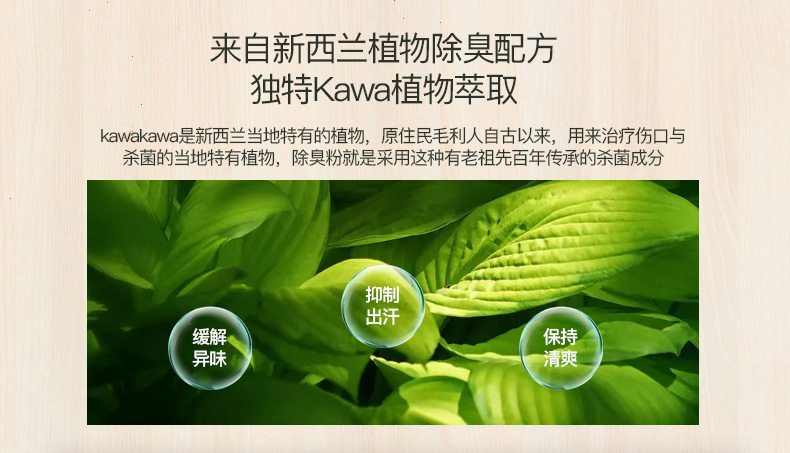 来自新西兰植物除臭配方
独特Kawa植物萃取
kawakawa是新西兰当地特有的植物，原住民毛利人自古以来，用来治疗伤口与
杀菌的当地特有植物，除臭粉就是采用这种有老祖先百年传承的杀菌成分
抑制
出汗
缓解
异味
保持
清爽